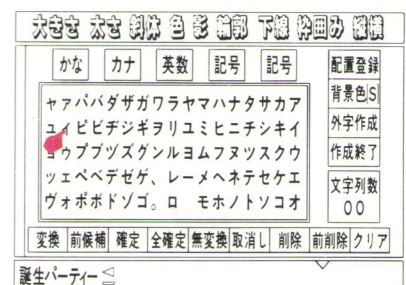 大きさ 太さ 斜体 色 影 輪郭 下線 枠囲み 縦横
かな カナ 英数 記号 記号
ャァパバダザガワラヤマハナタサカア
ュィピビヂジギヲリユミヒニチシキイ
ョゥプブヅズグンルヨムフヌツスクウ
ッェペベデゼゲ、レーメヘネテセケエ
ヴォポボドゾゴ。ロ モホノトソコオ
配置登録
背景色S
外字作成
作成終了
文字列数
00
変換 前候補 確定 全確定 無変換 取消し 削除 前削除 クリア
誕生パーティー